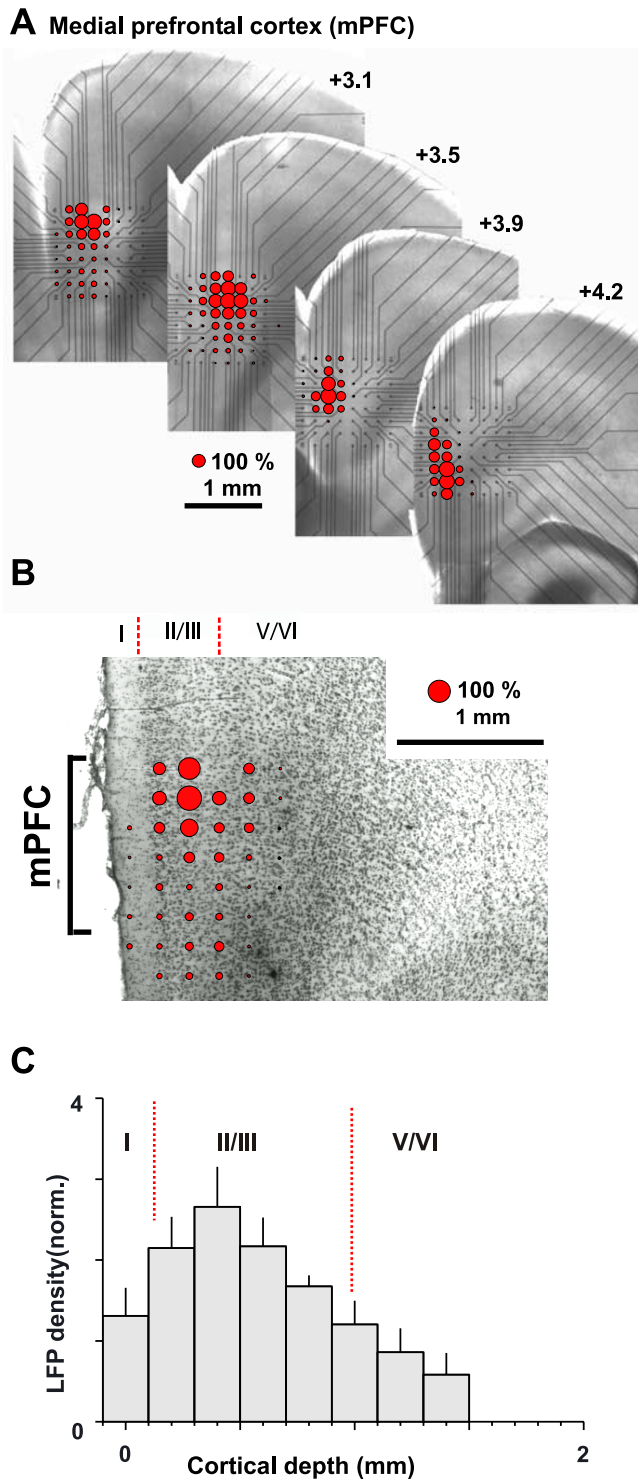 A Medial prefrontal cortex (mPFC)
+3.1
+3.5
+3.9
+4.2
100 %
1 mm
B
I II/III V/VI
100 %
1 mm
mPFC
C
4
I II/III V/VI
LFP density(norm.)
0
0 2
Cortical depth (mm)